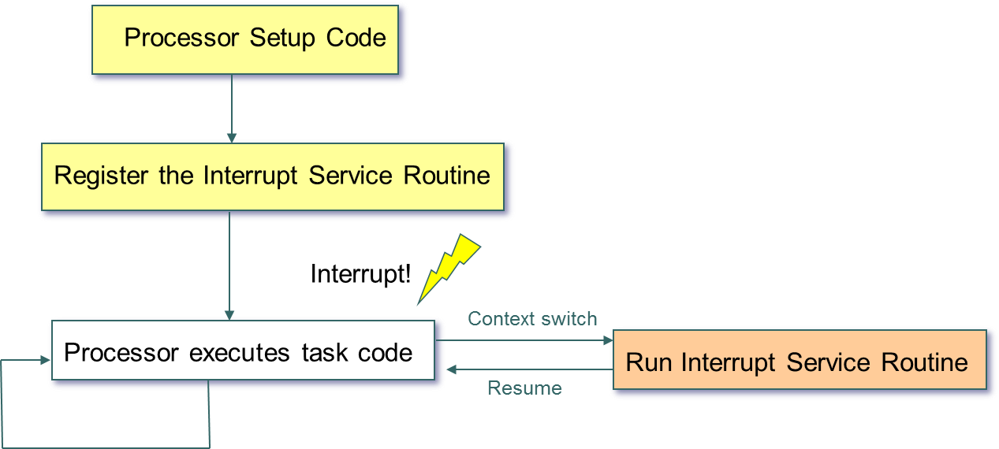 Processor Setup Code
Register the Interrupt Service Routine
Interrupt!
Context switch
Processor executes task code
Run Interrupt Service Routine
Resume